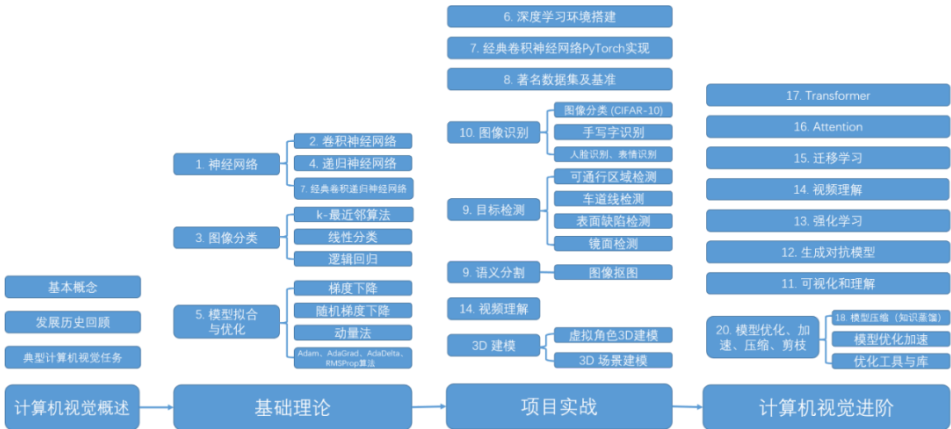 基本概念
发展历史回顾
典型计算机视觉任务
计算机视觉概述
1. 神经网络
2. 卷积神经网络
4. 递归神经网络
7. 经典卷积递归神经网络
3. 图像分类
k-最近邻算法
线性分类
逻辑回归
5. 模型拟合
与优化
梯度下降
随机梯度下降
动量法
Adam、AdaGrad、AdaDelta、
RMSProp算法
基础理论
6. 深度学习环境搭建
7. 经典卷积神经网络PyTorch实现
8. 著名数据集及基准
10. 图像识别
图像分类 (CIFAR-10)
手写字识别
人脸识别、表情识别
9. 目标检测
可通行区域检测
车道线检测
表面缺陷检测
镜面检测
9. 语义分割
图像抠图
14. 视频理解
3D 建模
虚拟角色3D建模
3D 场景建模
项目实战
17. Transformer
16. Attention
15. 迁移学习
14. 视频理解
13. 强化学习
12. 生成对抗模型
11. 可视化和理解
20. 模型优化、加
速、压缩、剪枝
18. 模型压缩（知识蒸馏）
模型优化加速
优化工具与库
计算机视觉进阶